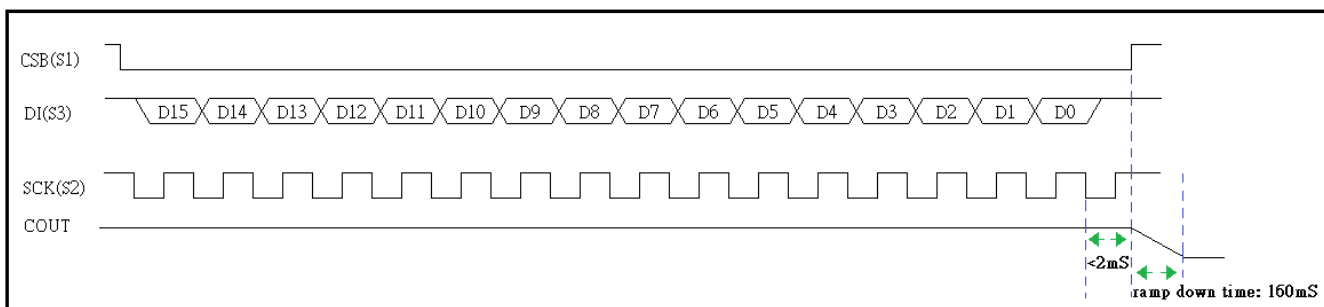 CSB(S1)
DI(S3) D15 D14 D13 D12 D11 D10 D9 D8 D7 D6 D5 D4 D3 D2 D1 D0
SCK(S2)
COUT
<2mS
ramp down time: 160mS